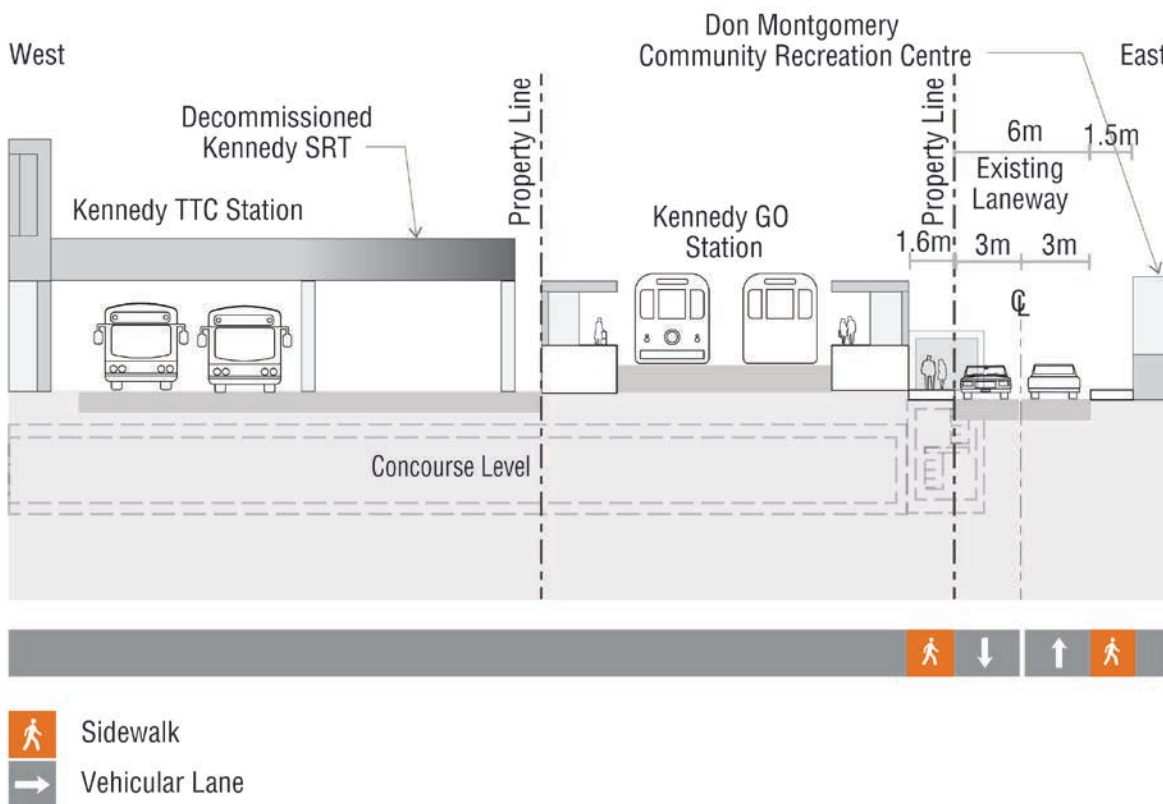 West
Don Montgomery
Community Recreation Centre
East
Decommissioned
Kennedy SRT
Property Line
Property Line
6m
1.5m
Existing
Laneway
Kennedy TTC Station
Kennedy GO
Station
1.6m
3m
3m
℄
Concourse Level
Sidewalk
Vehicular Lane